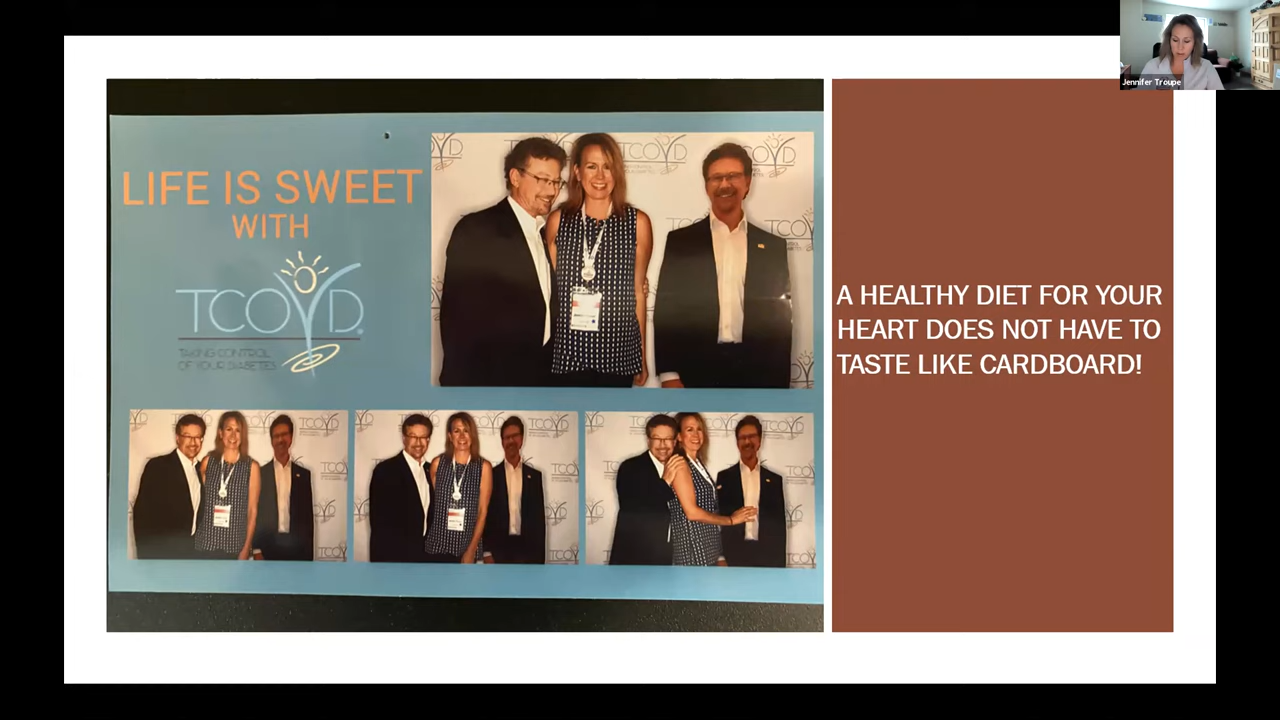 LIFE IS SWEET
WITH
TCOYD
TAKING CONTROL
OF YOUR DIABETES
A HEALTHY DIET FOR YOUR
HEART DOES NOT HAVE TO
TASTE LIKE CARDBOARD!
Jennifer Troupe